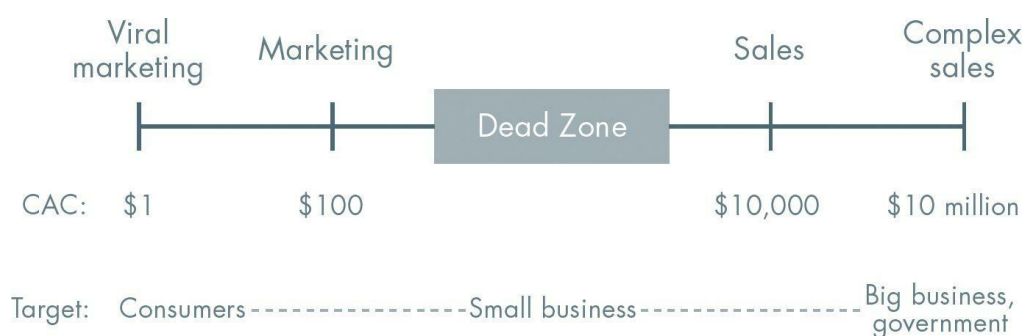 Viral
marketing
Marketing
Sales
Complex
sales
Dead Zone
CAC: $1 $100 $10,000 $10 million
Target: Consumers Small business Big business,
government